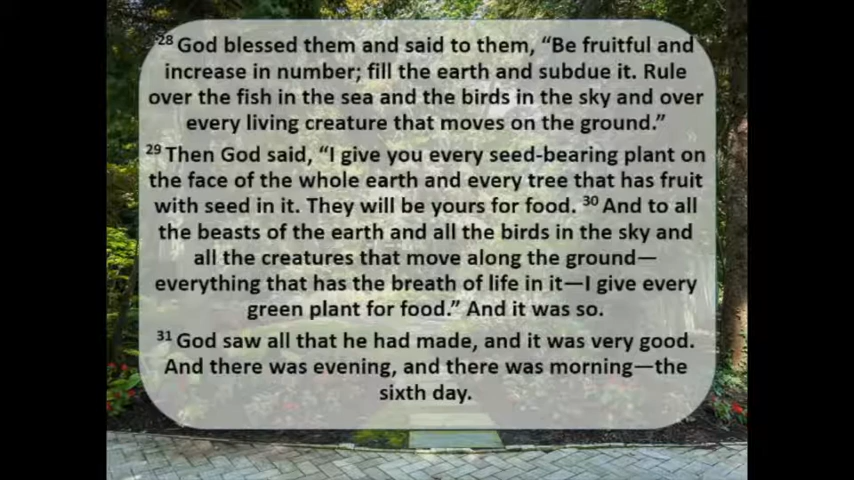 28 God blessed them and said to them, “Be fruitful and
increase in number; fill the earth and subdue it. Rule
over the fish in the sea and the birds in the sky and over
every living creature that moves on the ground.”
29 Then God said, “I give you every seed-bearing plant on
the face of the whole earth and every tree that has fruit
with seed in it. They will be yours for food. 30 And to all
the beasts of the earth and all the birds in the sky and
all the creatures that move along the ground—
everything that has the breath of life in it—I give every
green plant for food.” And it was so.
31 God saw all that he had made, and it was very good.
And there was evening, and there was morning—the
sixth day.